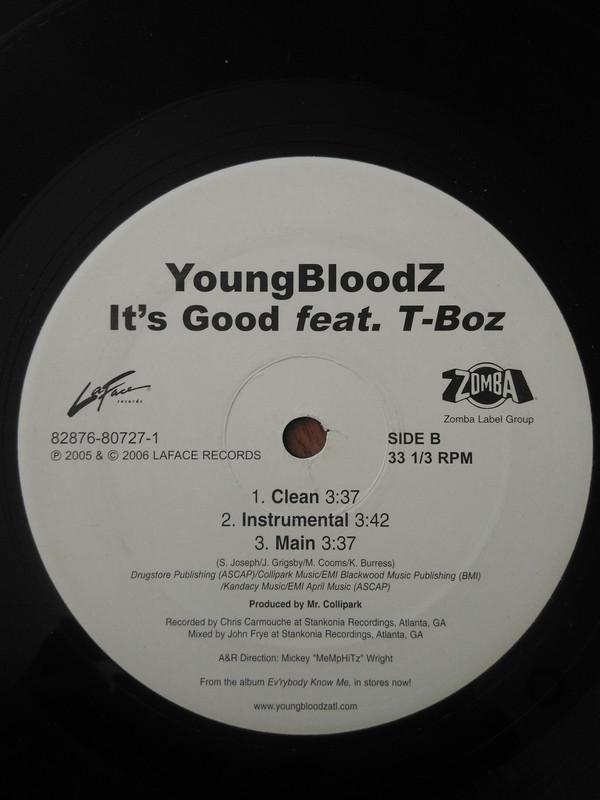 YoungBloodZ
It's Good feat. T-Boz
LaFace
records
ZOMBA
Zomba Label Group
82876-80727-1
℗ 2005 & © 2006 LAFACE RECORDS
SIDE B
33 1/3 RPM
1. Clean 3:37
2. Instrumental 3:42
3. Main 3:37
(S. Joseph/J. Grigsby/M. Cooms/K. Burress)
Drugstore Publishing (ASCAP)/Collipark Music/EMI Blackwood Music Publishing (BMI)
/Kandacy Music/EMI April Music (ASCAP)
Produced by Mr. Collipark
Recorded by Chris Carmouche at Stankonia Recordings, Atlanta, GA
Mixed by John Frye at Stankonia Recordings, Atlanta, GA
A&R Direction: Mickey "MeMpHiTz" Wright
From the album Ev'rybody Know Me, in stores now!
www.youngbloodzatl.com